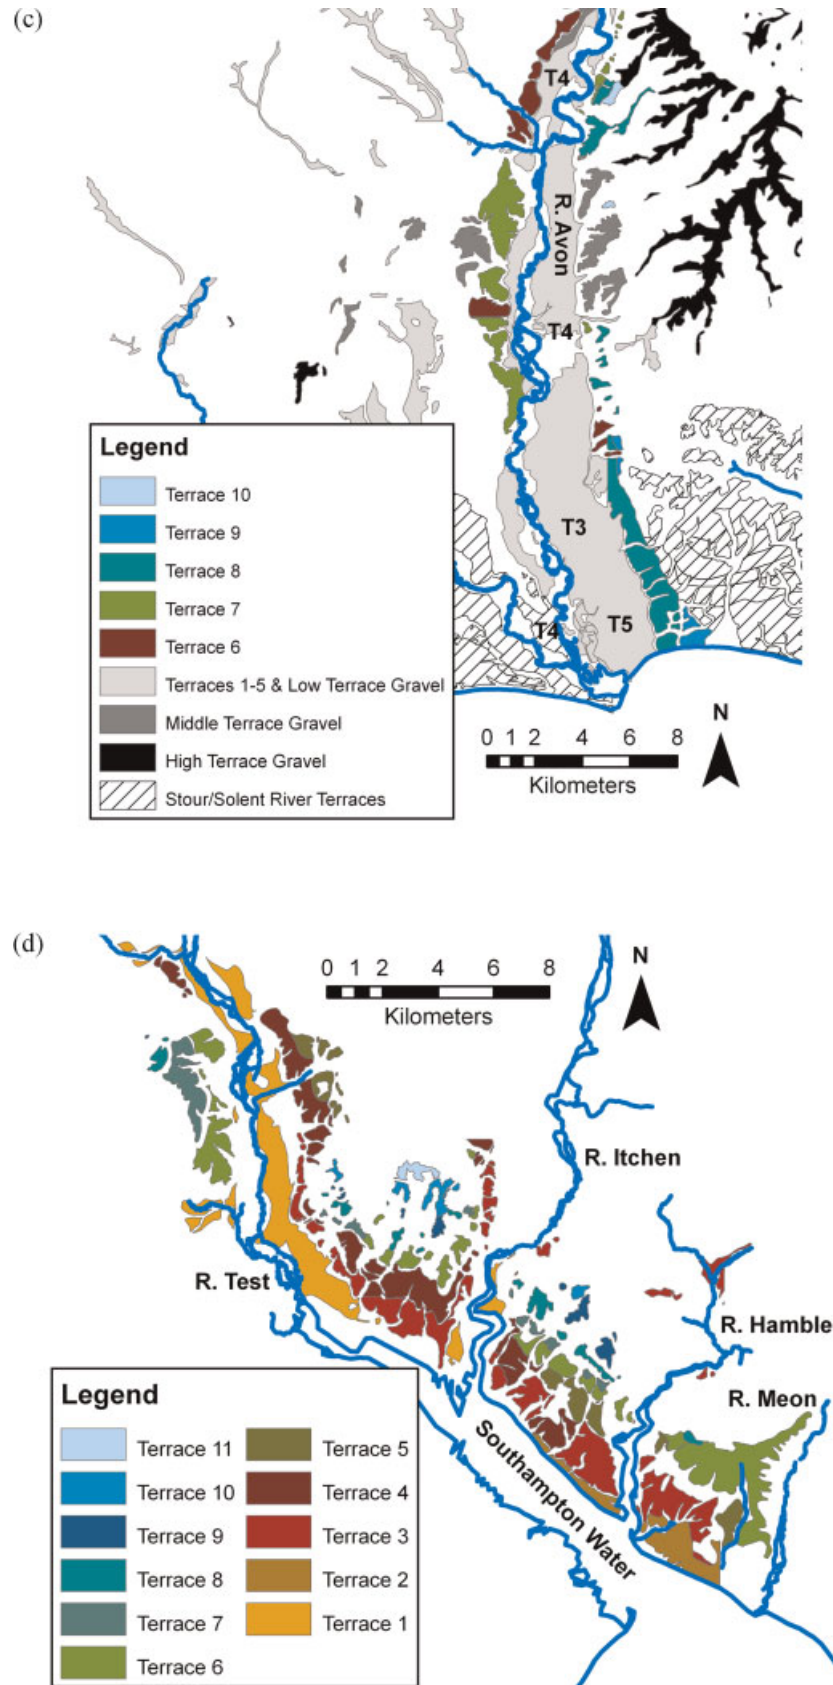 (c)
T4
R. Avon
T4
Legend
Terrace 10
Terrace 9
Terrace 8
Terrace 7
Terrace 6
Terraces 1-5 & Low Terrace Gravel
Middle Terrace Gravel
High Terrace Gravel
Stour/Solent River Terraces
T3
T4
T5
N
0 1 2 4 6 8
Kilometers
(d)
0 1 2 4 6 8
Kilometers
N
R. Itchen
R. Test
R. Hamble
R. Meon
Southampton Water
Legend
Terrace 11
Terrace 10
Terrace 9
Terrace 8
Terrace 7
Terrace 6
Terrace 5
Terrace 4
Terrace 3
Terrace 2
Terrace 1